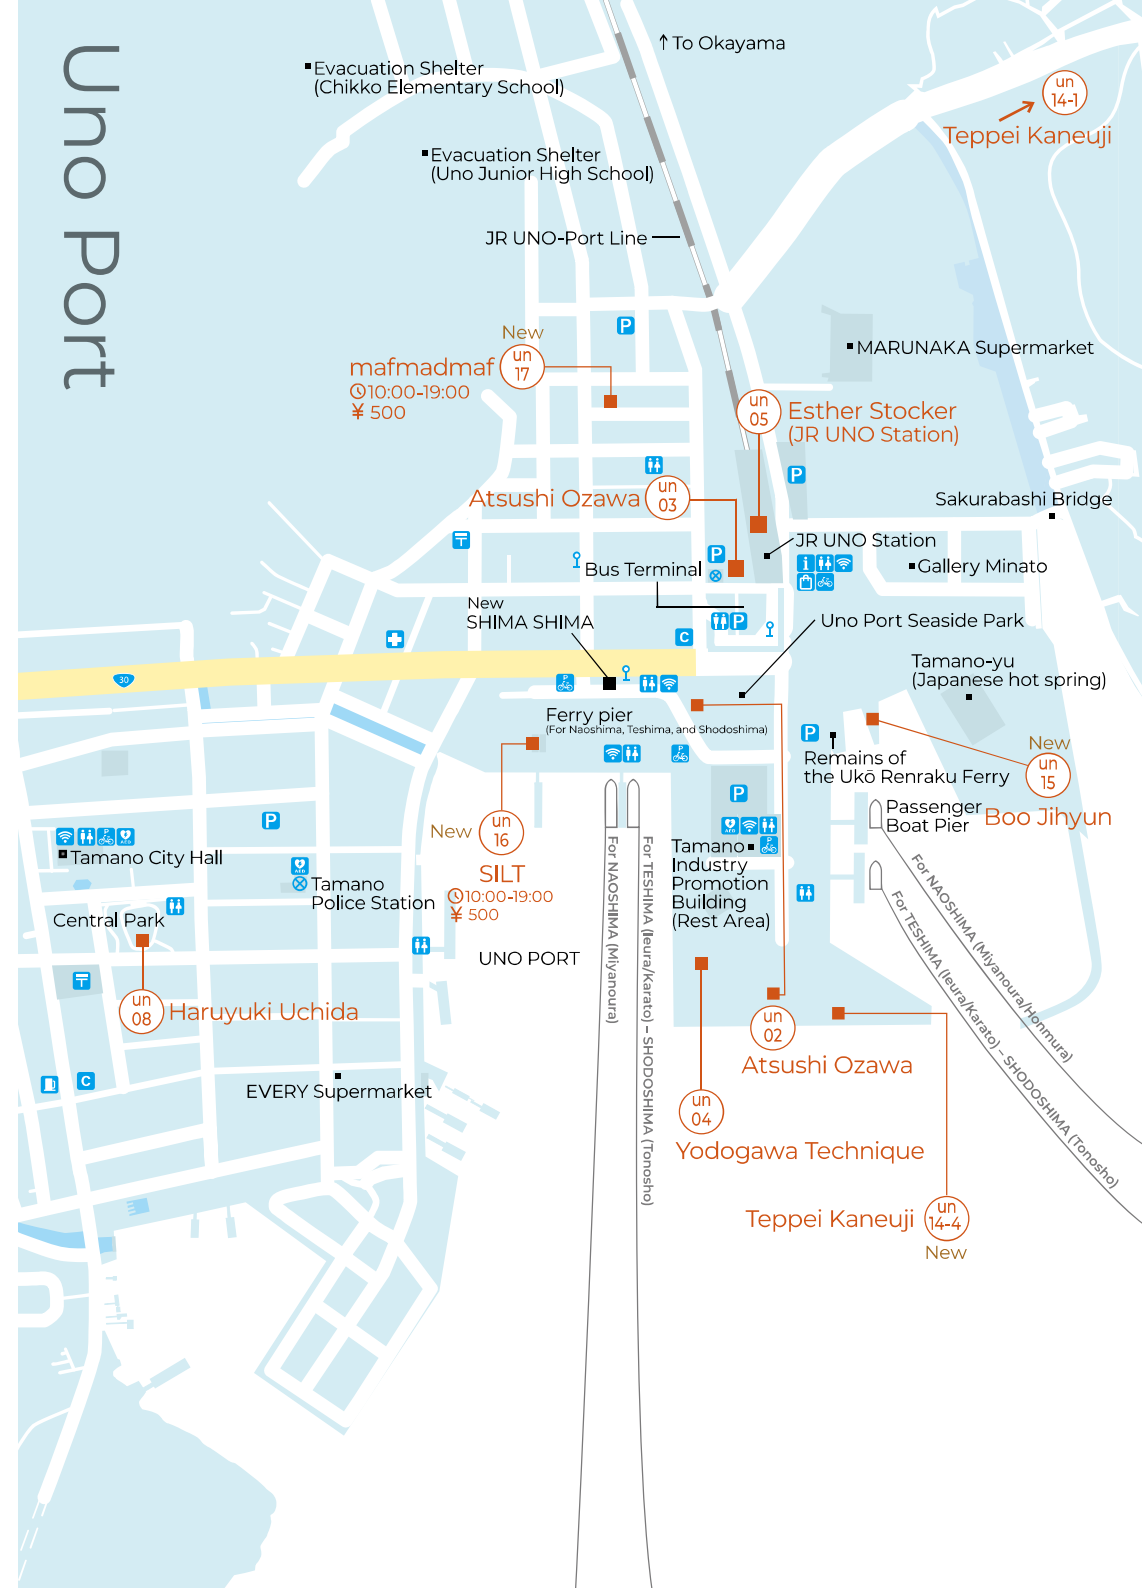 Uno Port
↑ To Okayama
Evacuation Shelter
(Chikko Elementary School)
un
14-1
Teppei Kaneuji
Evacuation Shelter
(Uno Junior High School)
JR UNO-Port Line
P
New
mafmadmaf
un
17
10:00-19:00
¥ 500
MARUNAKA Supermarket
un
05
Esther Stocker
(JR UNO Station)
P
Atsushi Ozawa
un
03
Sakurabashi Bridge
JR UNO Station
P
Bus Terminal
i
Gallery Minato
New
SHIMA SHIMA
P
C
Uno Port Seaside Park
Tamano-yu
(Japanese hot spring)
30
P
Ferry pier
(For Naoshima, Teshima, and Shodoshima)
P
P
Remains of
the Ukō Renraku Ferry
New
un
15
Boo Jihyun
P
Passenger
Boat Pier
New
un
16
SILT
10:00-19:00
¥ 500
P
AED
P
Tamano
Industry
Promotion
Building
(Rest Area)
P
P
AED
Tamano City Hall
AED
Tamano
Police Station
Central Park
UNO PORT
For NAOSHIMA (Miyanoura)
For TESHIMA (Ieura/Karato) – SHODOSHIMA (Tonosho)
For NAOSHIMA (Miyanoura/Honmura)
For TESHIMA (Ieura/Karato) – SHODOSHIMA (Tonosho)
un
08
Haruyuki Uchida
un
02
Atsushi Ozawa
C
EVERY Supermarket
un
04
Yodogawa Technique
Teppei Kaneuji
un
14-4
New